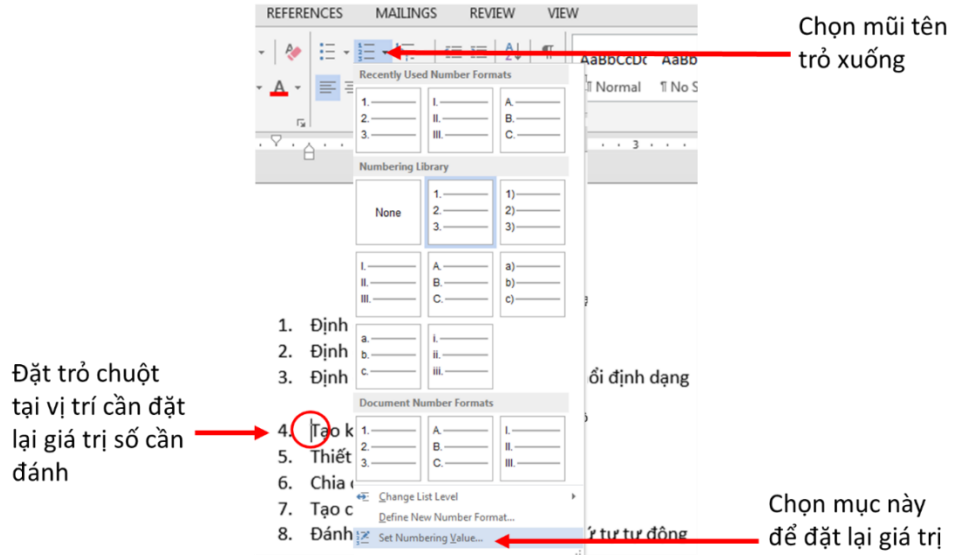 REFERENCES MAILINGS REVIEW VIEW
Chọn mũi tên
trỏ xuống
AaBbCcDc AaBb
¶ Normal ¶ No S
Recently Used Number Formats
1. I. A.
2. II. B.
3. III. C.
3
Numbering Library
None
1. 1)
2. 2)
3. 3)
I. A. a)
II. B. b)
III. C. c)
a. i.
b. ii.
c. iii.
Document Number Formats
1. A. I.
2. B. II.
3. C. III.
Change List Level
Define New Number Format...
Set Numbering Value...
1. Định
2. Định
3. Định ổi định dạng
4. Tạo k
5. Thiết
6. Chia
7. Tạo c
8. Đánh ứ tự tự động
Đặt trỏ chuột
tại vị trí cần đặt
lại giá trị số cần
đánh
Chọn mục này
để đặt lại giá trị